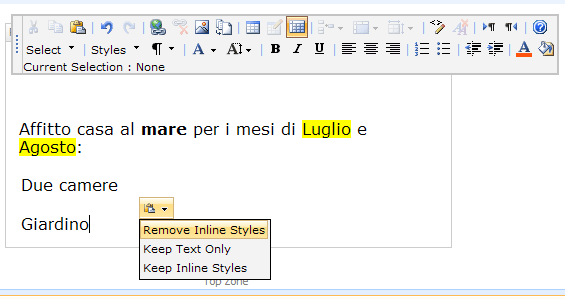 Select Styles ¶ A A B I U
Current Selection : None
Affitto casa al mare per i mesi di Luglio e
Agosto:
Due camere
Giardino
Remove Inline Styles
Keep Text Only
Keep Inline Styles
Top Zone